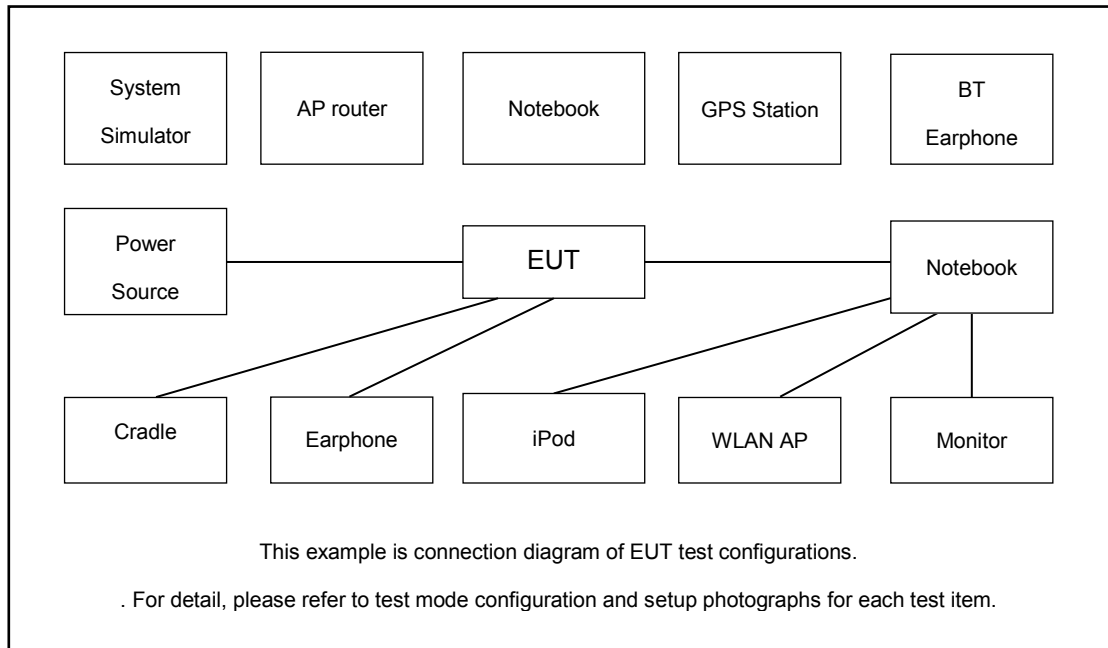 System
Simulator
AP router
Notebook
GPS Station
BT
Earphone
Power
Source
EUT
Notebook
Cradle
Earphone
iPod
WLAN AP
Monitor
This example is connection diagram of EUT test configurations.
. For detail, please refer to test mode configuration and setup photographs for each test item.